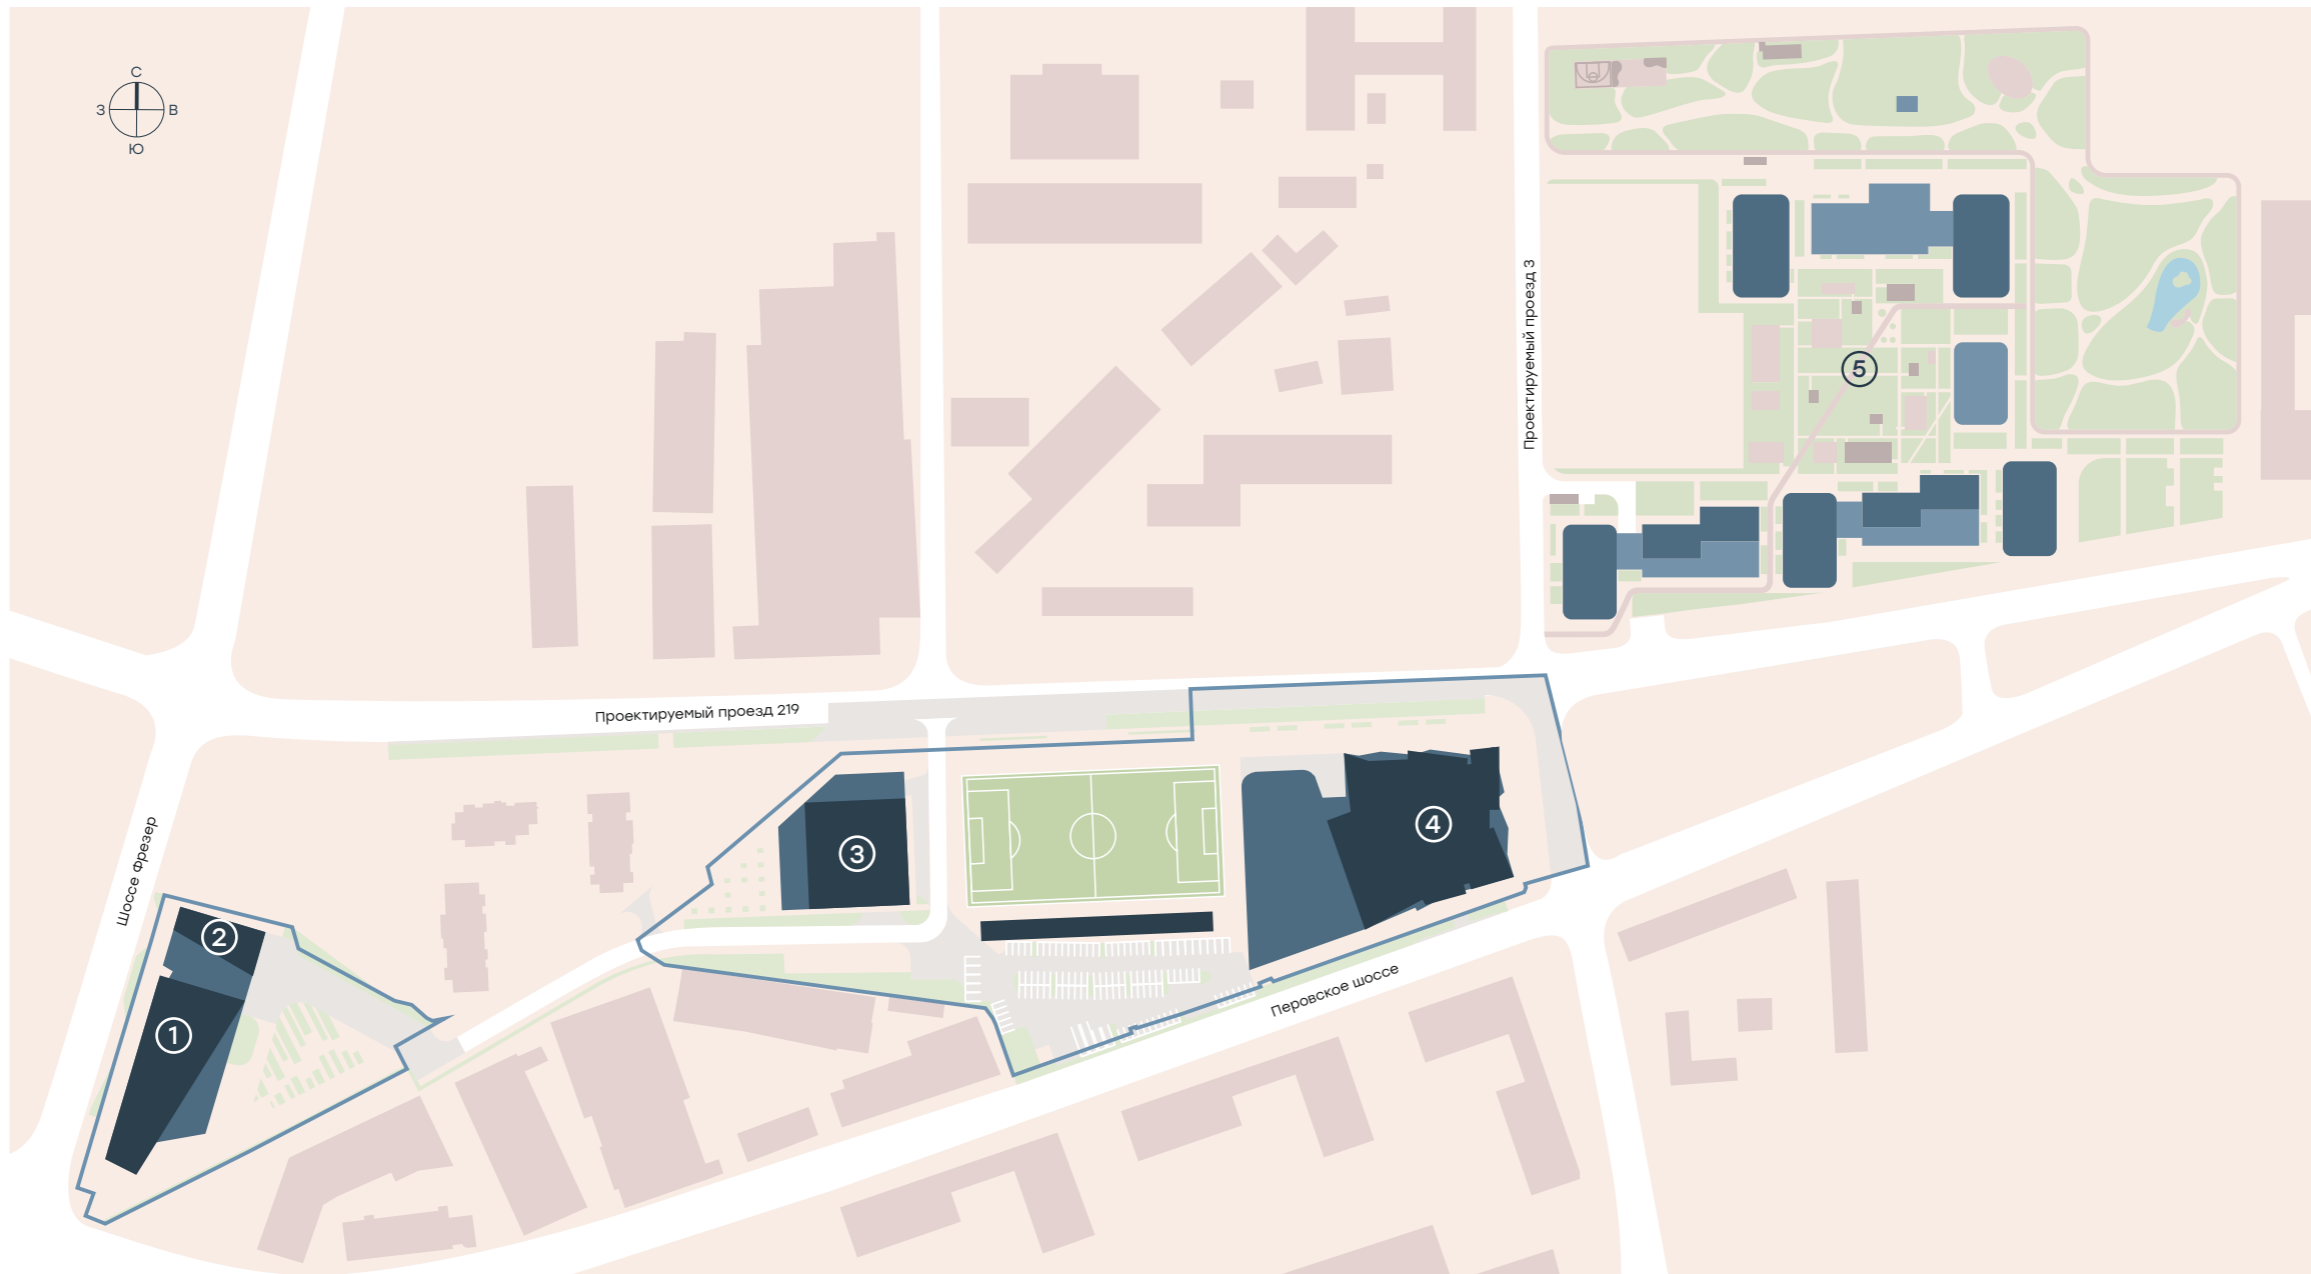 С
З В
Ю
Проектируемый проезд 3
5
Проектируемый проезд 219
Шоссе Фрезер
3
4
2
1
Перовское шоссе